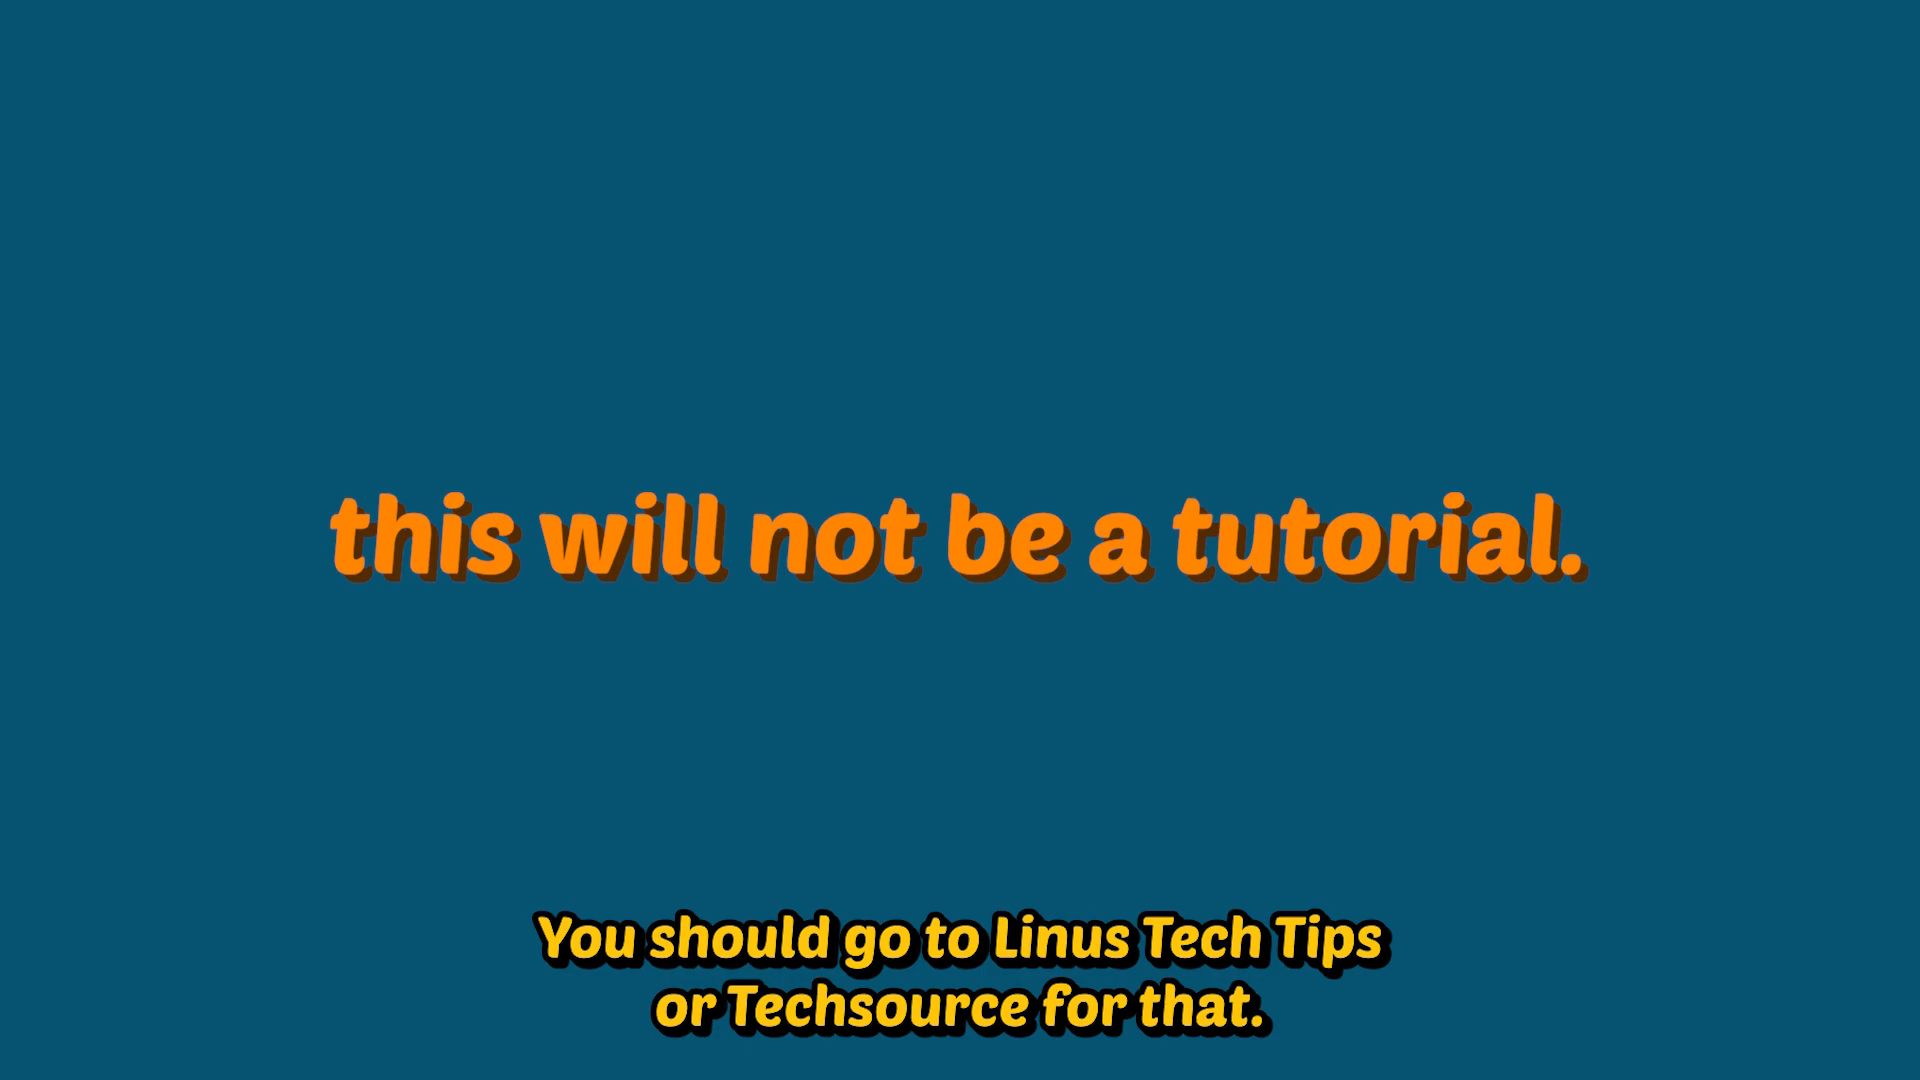 this will not be a tutorial.
You should go to Linus Tech Tips
or Techsource for that.